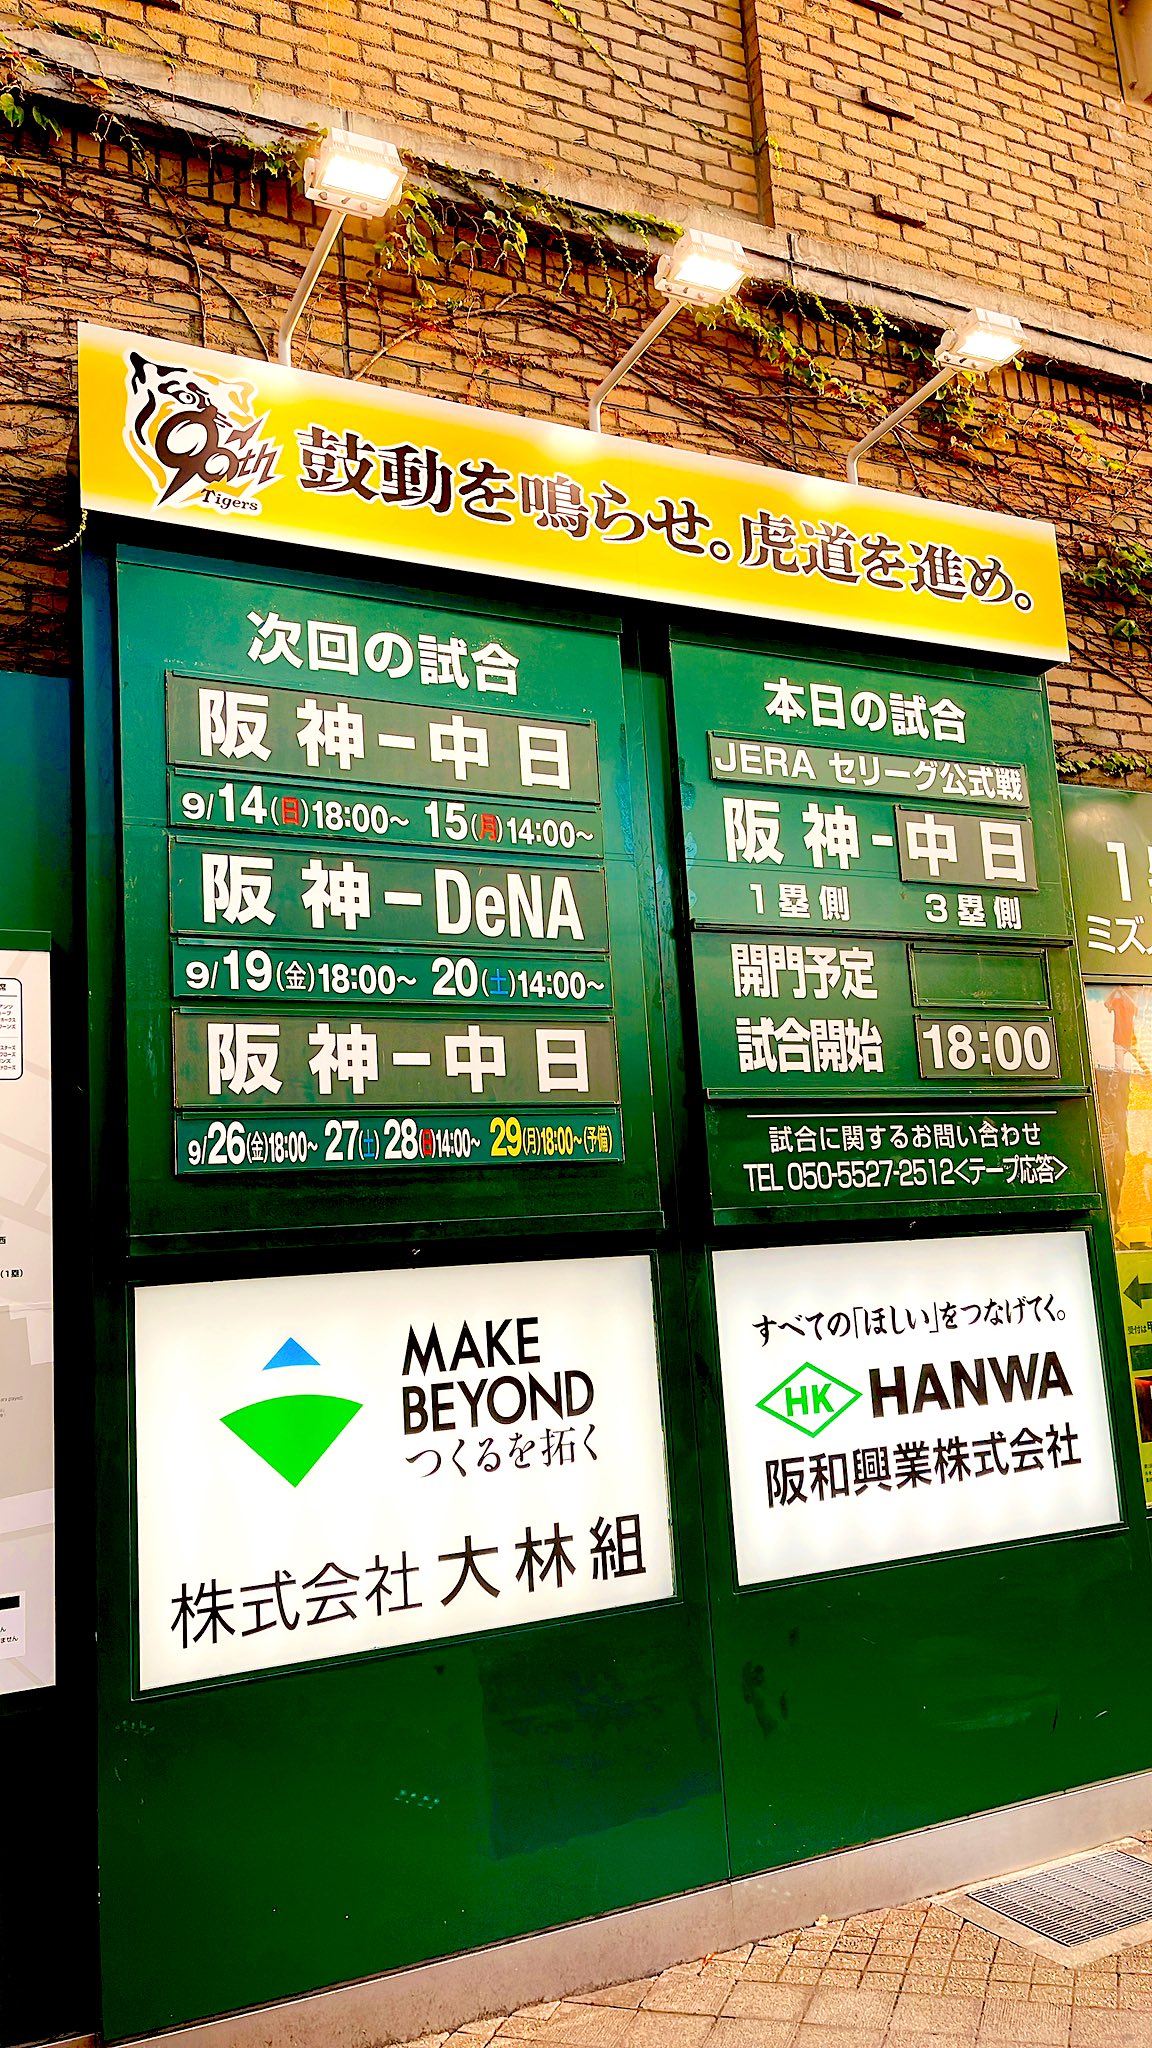 90th
Tigers
鼓動を鳴らせ。虎道を進め。
次回の試合
阪神-中日
9/14(日)18:00~ 15(月)14:00~
阪神-DeNA
9/19(金)18:00~ 20(土)14:00~
阪神-中日
9/26(金)18:00~ 27(土) 28(日)14:00~ 29(月)18:00~(予備)
本日の試合
JERA セリーグ公式戦
阪神-中日
1塁側 3塁側
開門予定
試合開始 18:00
試合に関するお問い合わせ
TEL 050-5527-2512<テープ応答>
MAKE
BEYOND
つくるを拓く
株式会社 大林組
すべての「ほしい」をつなげてく。
HK HANWA
阪和興業株式会社
ミズ
(1塁)